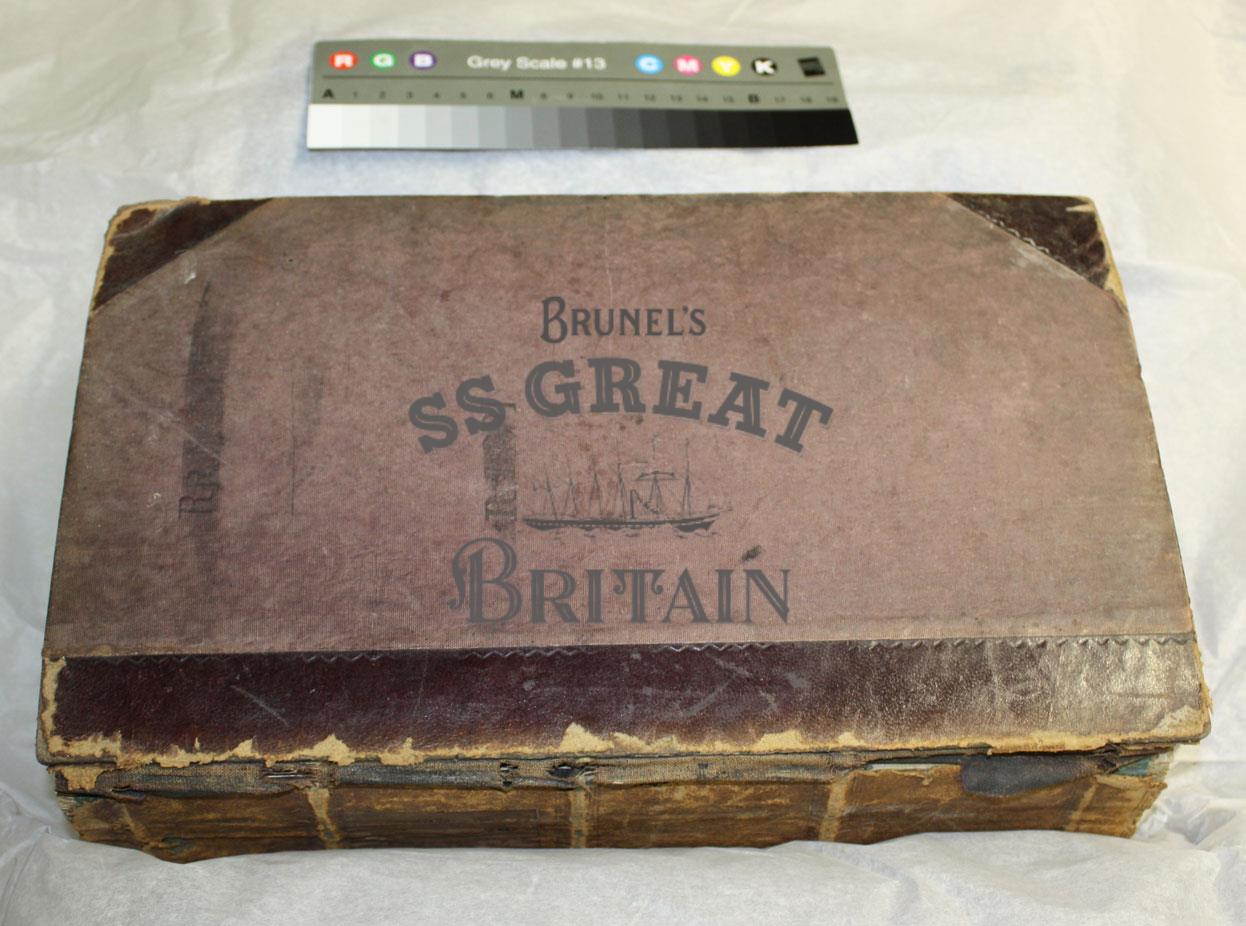 R G B Grey Scale #13 C M Y K
A 1 2 3 4 5 6 M 8 9 10 11 12 13 14 15 B 17 18 19
BRUNEL'S
SS GREAT
BRITAIN